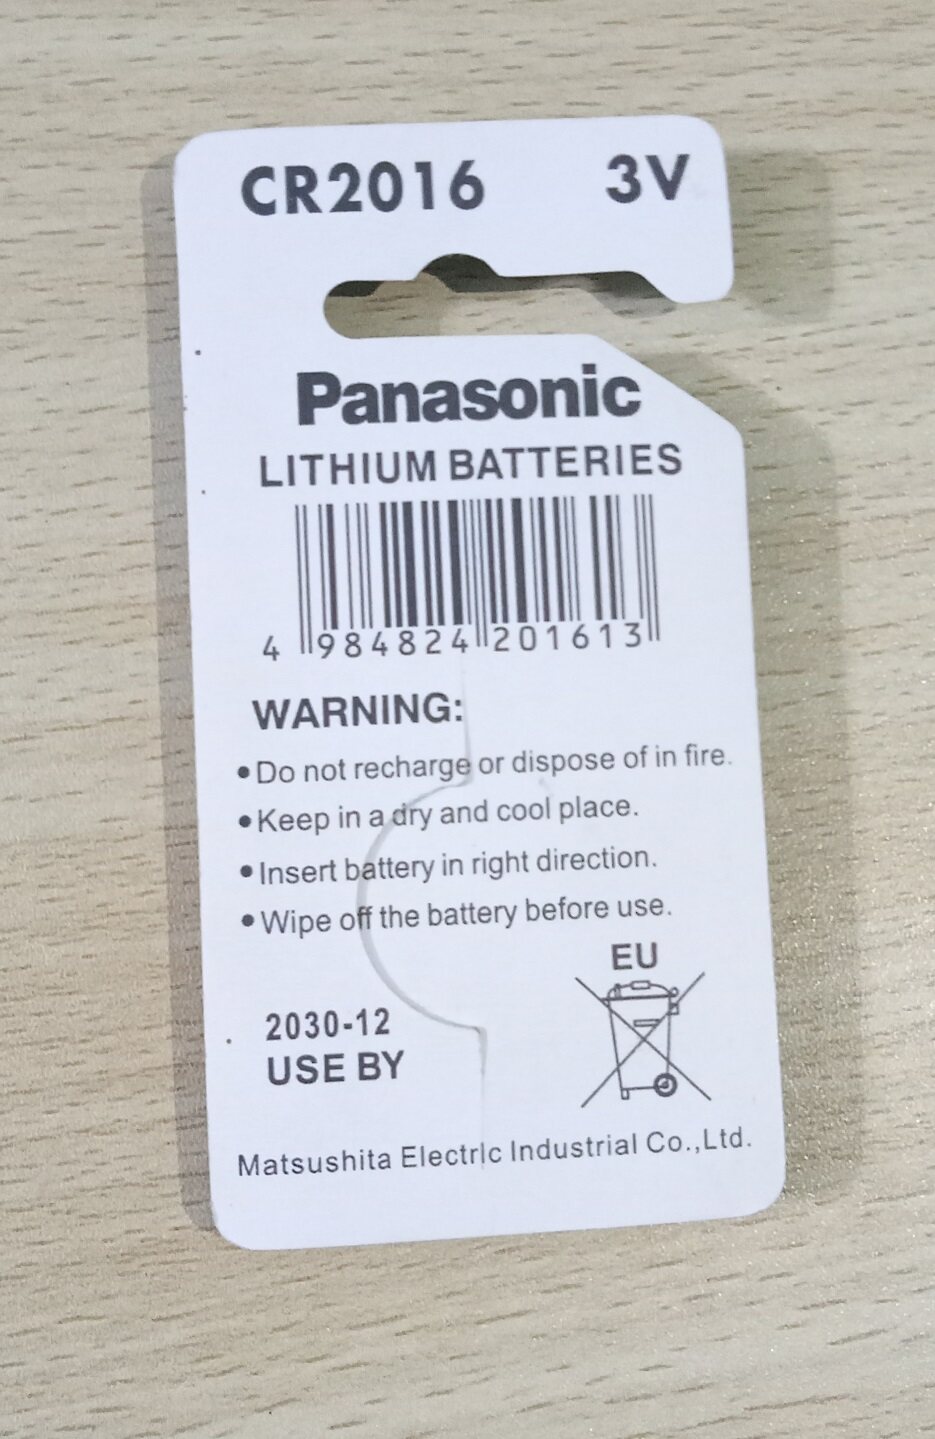 CR2016 3V
Panasonic
LITHIUM BATTERIES
4 984824 201613
WARNING:
•Do not recharge or dispose of in fire.
•Keep in a dry and cool place.
•Insert battery in right direction.
•Wipe off the battery before use.
EU
2030-12
USE BY
Matsushita Electric Industrial Co.,Ltd.